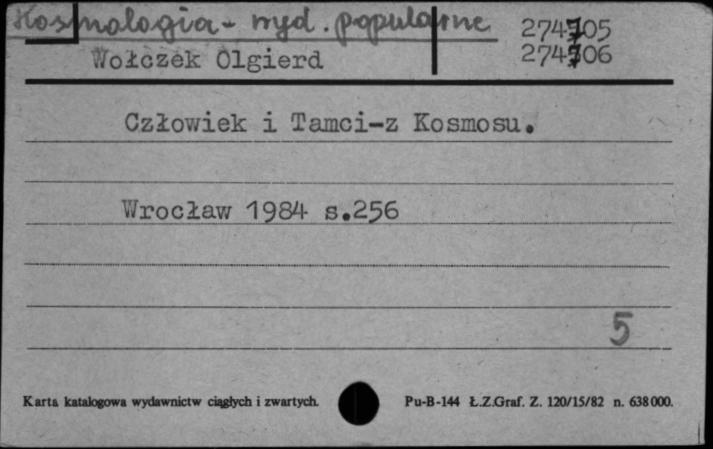 Kosmologia - wyd. popularne
274705
Wołczek Olgierd
274706
Człowiek i Tamci-z Kosmosu.
Wrocław 1984 s.256
5
Karta katalogowa wydawnictw ciągłych i zwartych.
Pu-B-144 Ł.Z.Graf. Z. 120/15/82 n. 638000.